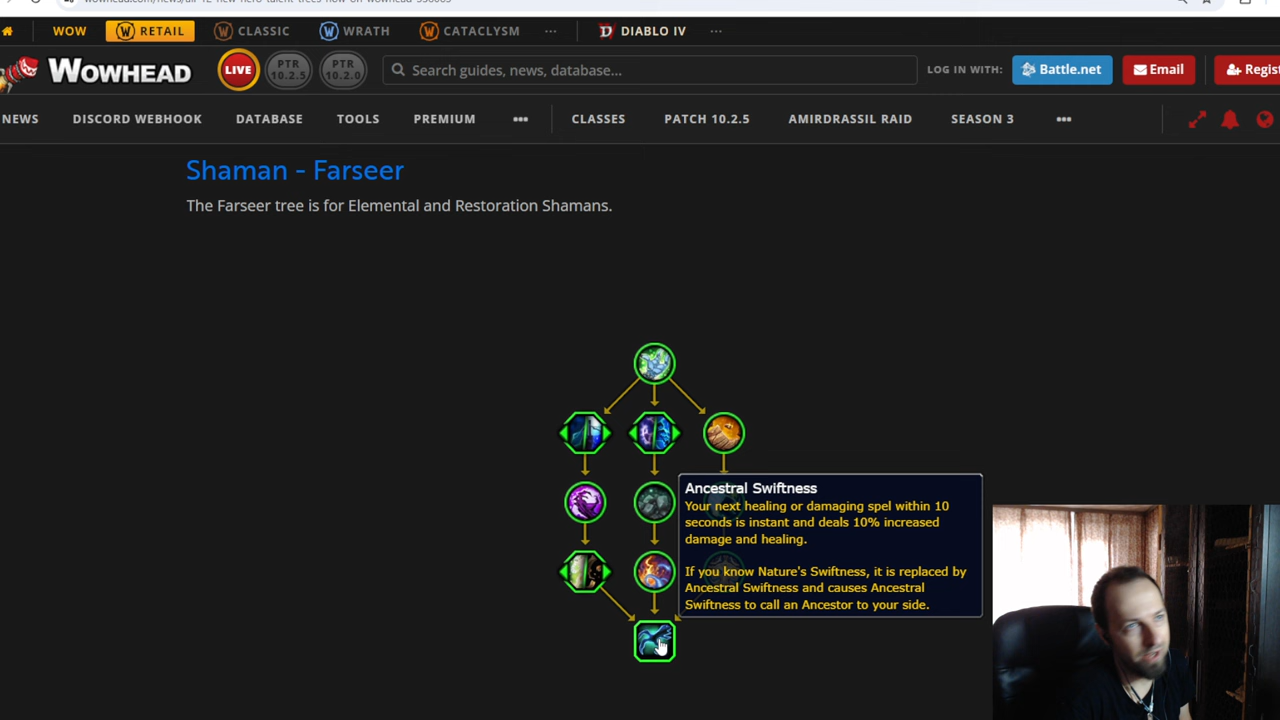 WOW
RETAIL
CLASSIC
WRATH
CATACLYSM
...
DIABLO IV
...
WOWHEAD
LIVE
PTR
10.2.5
PTR
10.2.0
Search guides, news, database...
LOG IN WITH:
Battle.net
Email
Regist
NEWS
DISCORD WEBHOOK
DATABASE
TOOLS
PREMIUM
•••
CLASSES
PATCH 10.2.5
AMIRDRASSIL RAID
SEASON 3
•••
Shaman - Farseer
The Farseer tree is for Elemental and Restoration Shamans.
Ancestral Swiftness
Your next healing or damaging spel within 10
seconds is instant and deals 10% increased
damage and healing.
If you know Nature's Swiftness, it is replaced by
Ancestral Swiftness and causes Ancestral
Swiftness to call an Ancestor to your side.